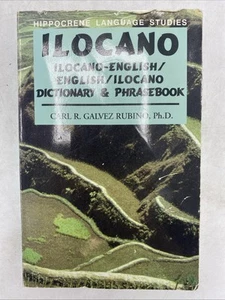 HIPPOCRENE LANGUAGE STUDIES
ILOCANO
ILOCANO-ENGLISH/
ENGLISH/ILOCANO
DICTIONARY & PHRASEBOOK
CARL R. GALVEZ RUBINO, Ph.D.